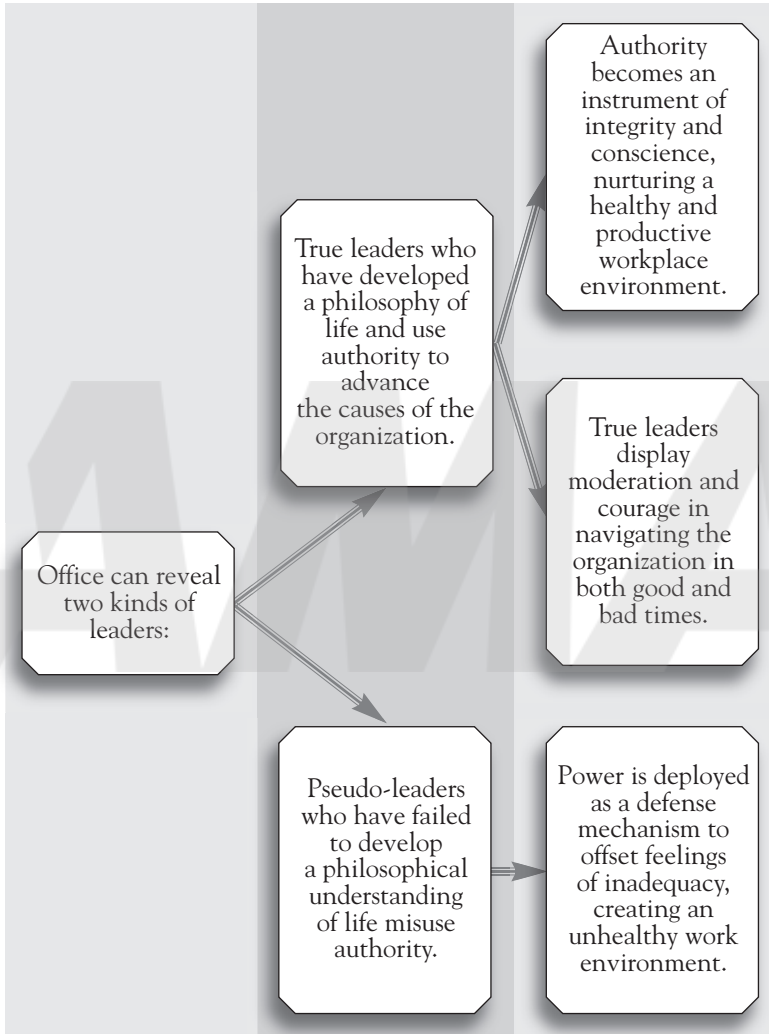 Office can reveal
two kinds of
leaders:
True leaders who
have developed
a philosophy of
life and use
authority to
advance
the causes of the
organization.
Authority
becomes an
instrument of
integrity and
conscience,
nurturing a
healthy and
productive
workplace
environment.
True leaders
display
moderation and
courage in
navigating the
organization in
both good and
bad times.
Pseudo-leaders
who have failed
to develop
a philosophical
understanding
of life misuse
authority.
Power is deployed
as a defense
mechanism to
offset feelings
of inadequacy,
creating an
unhealthy work
environment.